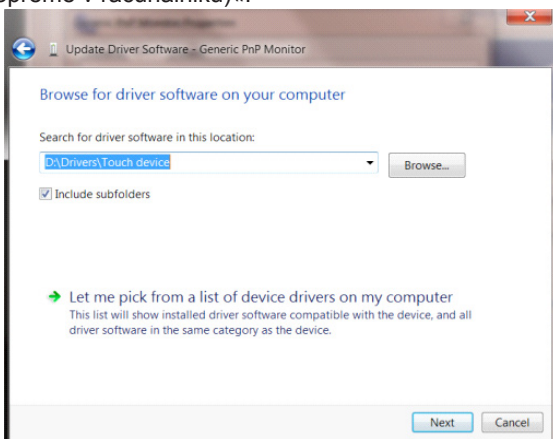 Update Driver Software - Generic PnP Monitor
Browse for driver software on your computer
Search for driver software in this location:
D:\Drivers\Touch device
Browse...
Include subfolders
Let me pick from a list of device drivers on my computer
This list will show installed driver software compatible with the device, and all
driver software in the same category as the device.
Next
Cancel